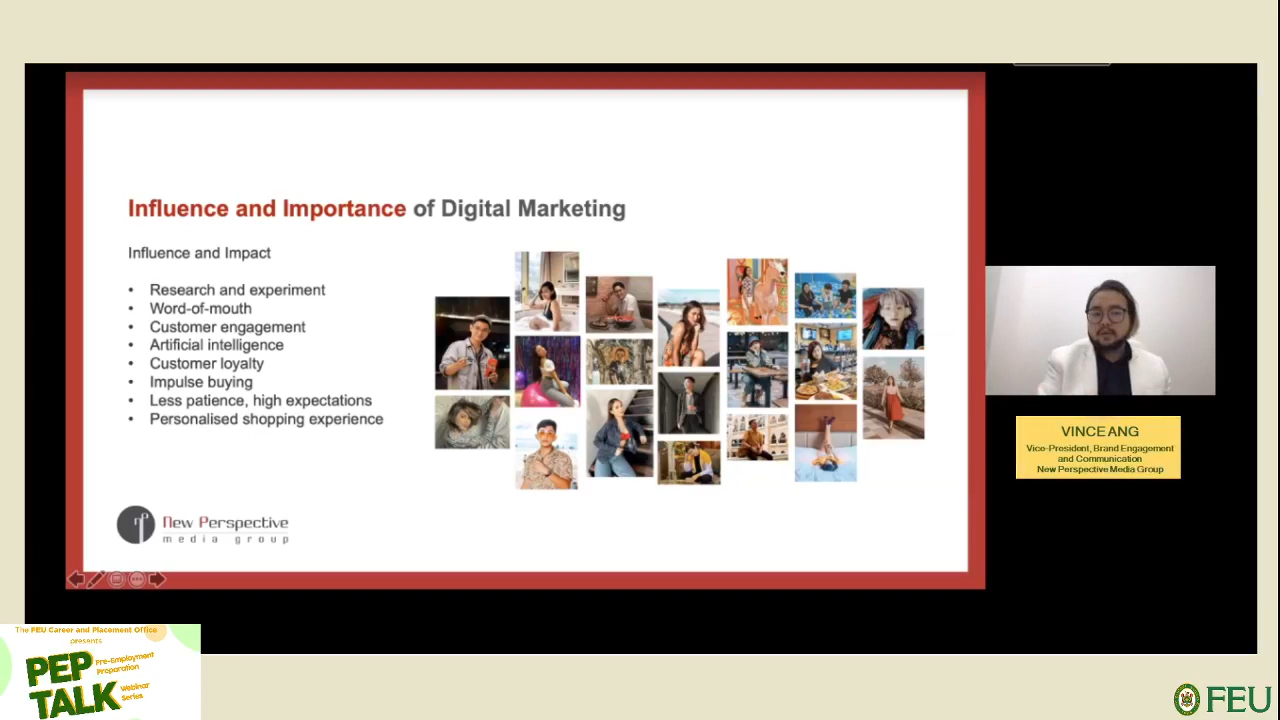 Influence and Importance of Digital Marketing
Influence and Impact
• Research and experiment
• Word-of-mouth
• Customer engagement
• Artificial intelligence
• Customer loyalty
• Impulse buying
• Less patience, high expectations
• Personalised shopping experience
New Perspective
media group
VINCE ANG
Vice-President, Brand Engagement
and Communication
New Perspective Media Group
The FEU Career and Placement Office
presents
PEP
TALK
Pre-Employment
Preparation
Webinar
Series
FEU